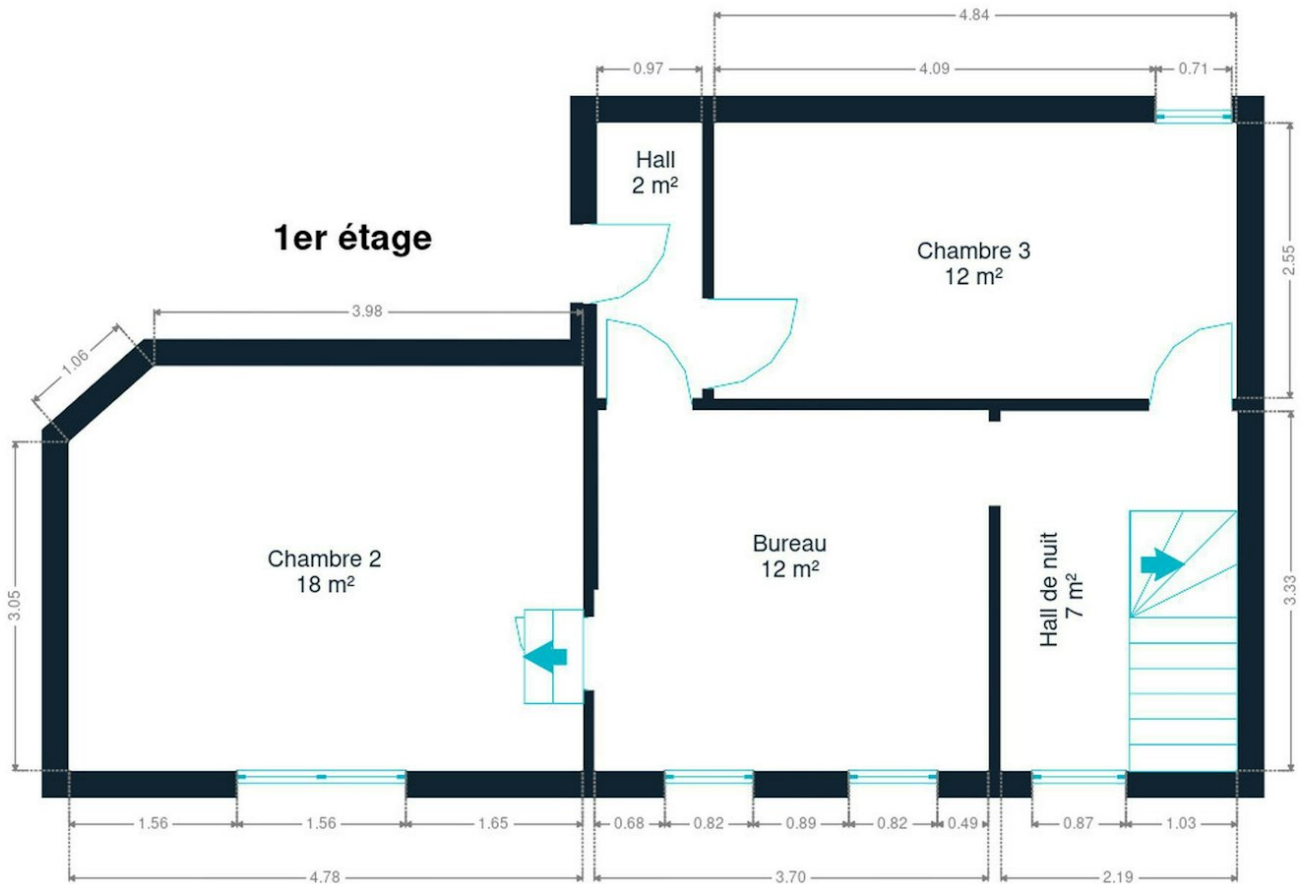 4.84
0.97
4.09
0.71
Hall
2 m²
1er étage
Chambre 3
12 m²
2.55
3.98
1.06
Chambre 2
18 m²
Bureau
12 m²
Hall de nuit
7 m²
3.05
3.33
1.56
1.56
1.65
0.68
0.82
0.89
0.82
0.49
0.87
1.03
4.78
3.70
2.19